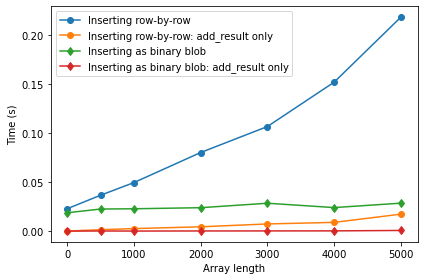 Inserting row-by-row
Inserting row-by-row: add_result only
Inserting as binary blob
Inserting as binary blob: add_result only
0.20
0.15
0.10
0.05
0.00
Time (s)
0 1000 2000 3000 4000 5000
Array length